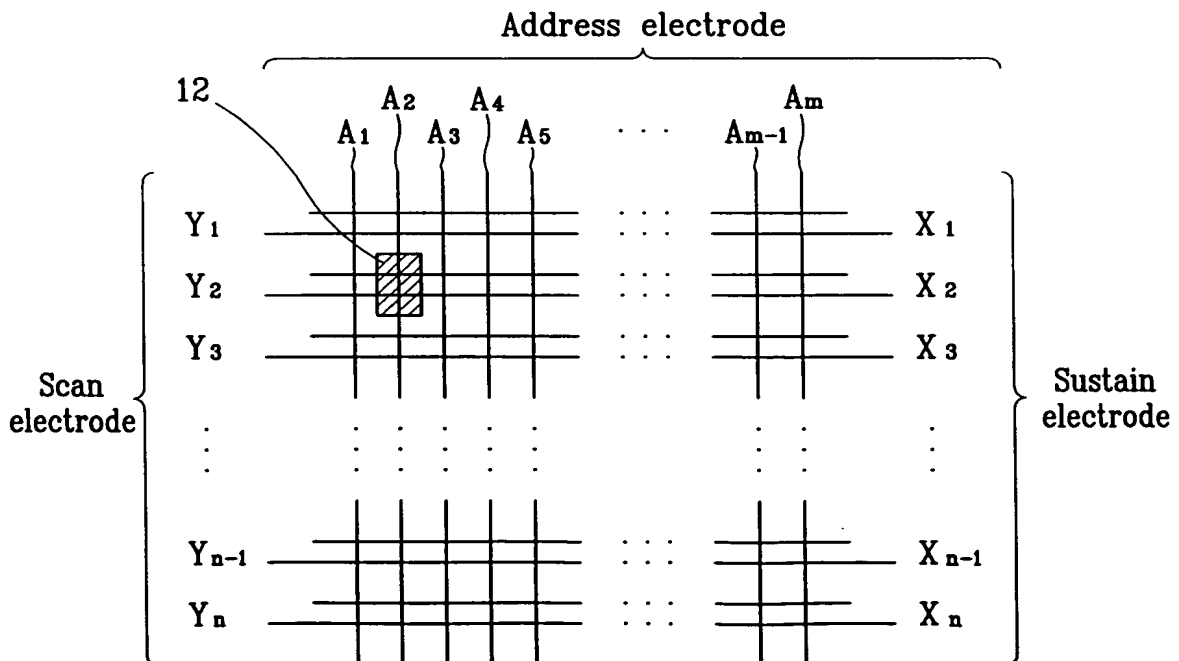 Address electrode
12
A2 A4 Am
A1 A3 A5 . . . Am-1
Y1 . . . X1
Y2 . . . X2
Y3 . . . X3
Scan electrode
Sustain electrode
Yn-1 . . . Xn-1
Yn . . . Xn